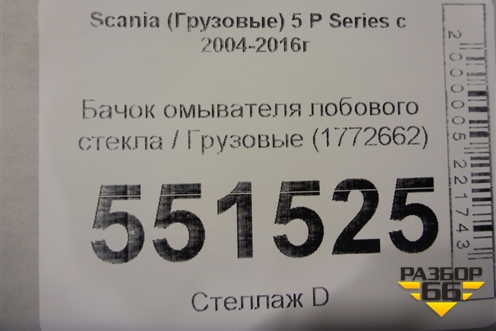 Scania (Грузовые) 5 P Series с
2004-2016г
Бачок омывателя лобового
стекла / Грузовые (1772662)
551525
Стеллаж D
2000005221743
РАЗБОР
66